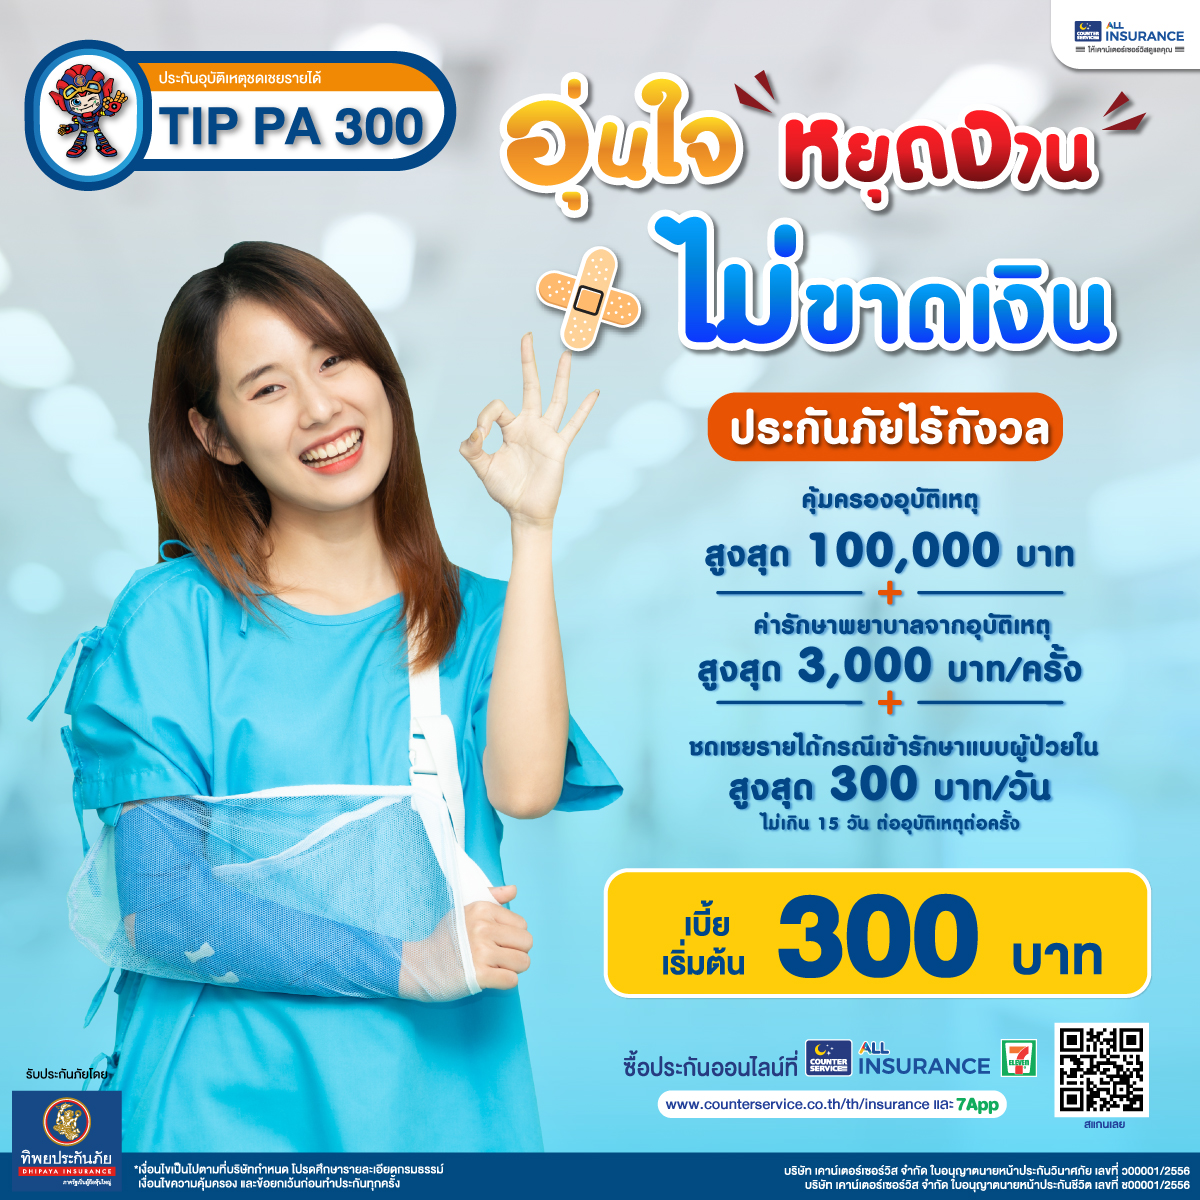 COUNTER SERVICE
ALL INSURANCE
ให้เคาน์เตอร์เซอร์วิสดูแลคุณ
ประกันอุบัติเหตุชดเชยรายได้
TIP PA 300
อุ่นใจ หยุดงาน
ไม่ขาดเงิน
ประกันภัยไร้กังวล
คุ้มครองอุบัติเหตุ
สูงสุด 100,000 บาท
+
ค่ารักษาพยาบาลจากอุบัติเหตุ
สูงสุด 3,000 บาท/ครั้ง
+
ชดเชยรายได้กรณีเข้ารักษาแบบผู้ป่วยใน
สูงสุด 300 บาท/วัน
ไม่เกิน 15 วัน ต่ออุบัติเหตุต่อครั้ง
เบี้ย
เริ่มต้น 300 บาท
ซื้อประกันออนไลน์ที่ COUNTER SERVICE ALL INSURANCE 7 ELEVEN
www.counterservice.co.th/th/insurance และ 7App
สแกนเลย
รับประกันภัยโดย
ทิพยประกันภัย
DHIPAYA INSURANCE
ภาครัฐเป็นผู้ถือหุ้นใหญ่
*เงื่อนไขเป็นไปตามที่บริษัทกำหนด โปรดศึกษารายละเอียดกรมธรรม์
เงื่อนไขความคุ้มครอง และข้อยกเว้นก่อนทำประกันทุกครั้ง
บริษัท เคาน์เตอร์เซอร์วิส จำกัด ใบอนุญาตนายหน้าประกันวินาศภัย เลขที่ ว00001/2556
บริษัท เคาน์เตอร์เซอร์วิส จำกัด ใบอนุญาตนายหน้าประกันชีวิต เลขที่ ช00001/2556